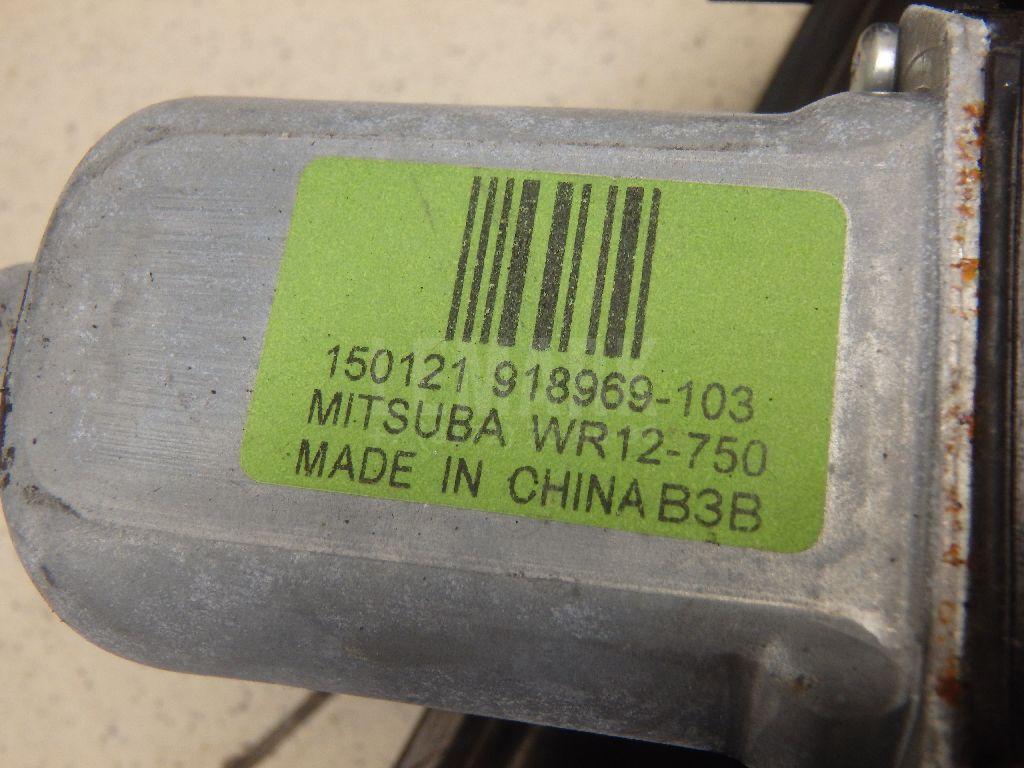 150121 918969-103
MITSUBA WR12-750
MADE IN CHINA B3B